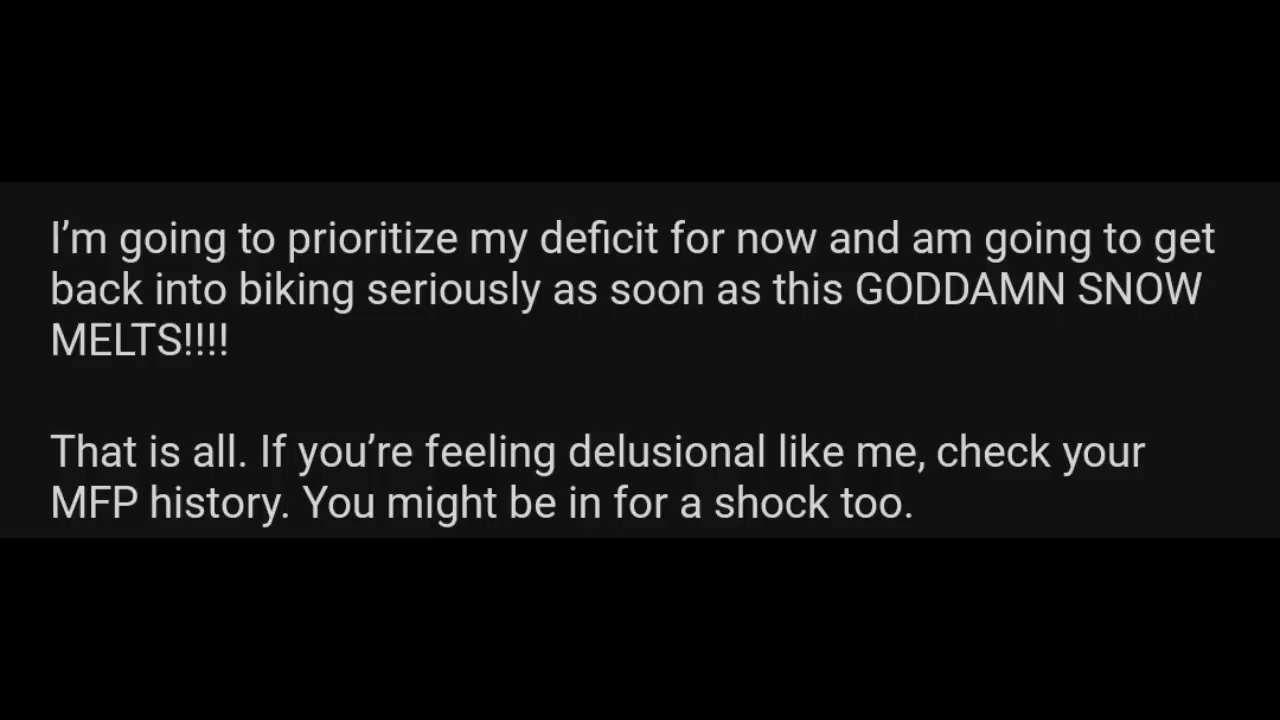 I’m going to prioritize my deficit for now and am going to get
back into biking seriously as soon as this GODDAMN SNOW
MELTS!!!!
That is all. If you’re feeling delusional like me, check your
MFP history. You might be in for a shock too.